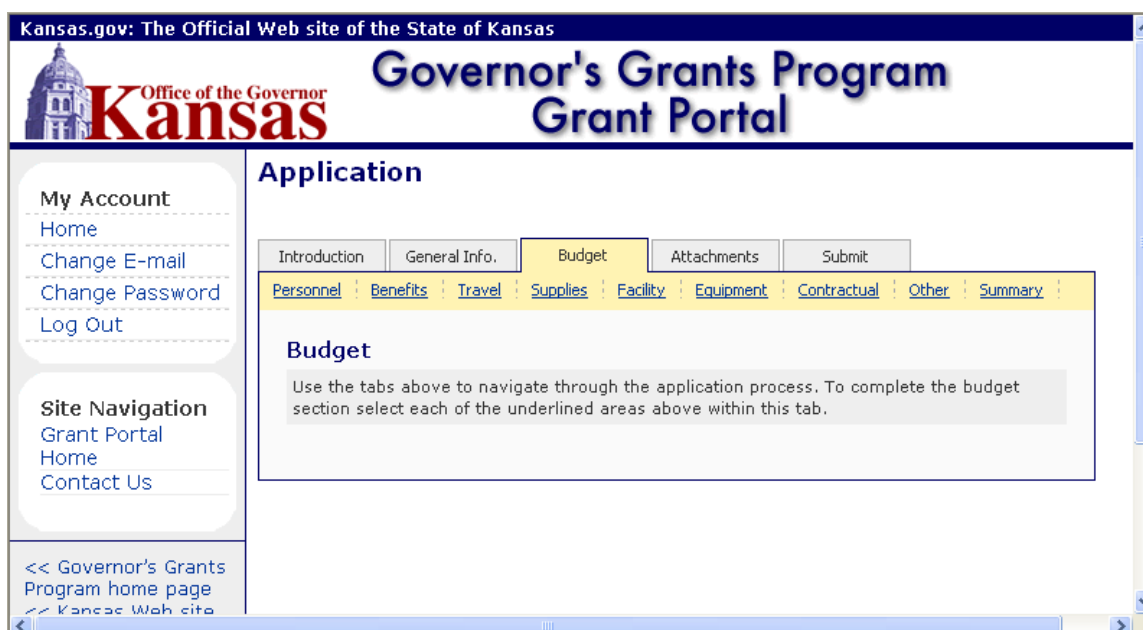 Kansas.gov: The Official Web site of the State of Kansas
Office of the Governor
Kansas
Governor's Grants Program
Grant Portal
My Account
Home
Change E-mail
Change Password
Log Out
Site Navigation
Grant Portal
Home
Contact Us
<< Governor's Grants
Program home page
<< Kansas Web site
Application
Introduction General Info. Budget Attachments Submit
Personnel Benefits Travel Supplies Facility Equipment Contractual Other Summary
Budget
Use the tabs above to navigate through the application process. To complete the budget
section select each of the underlined areas above within this tab.